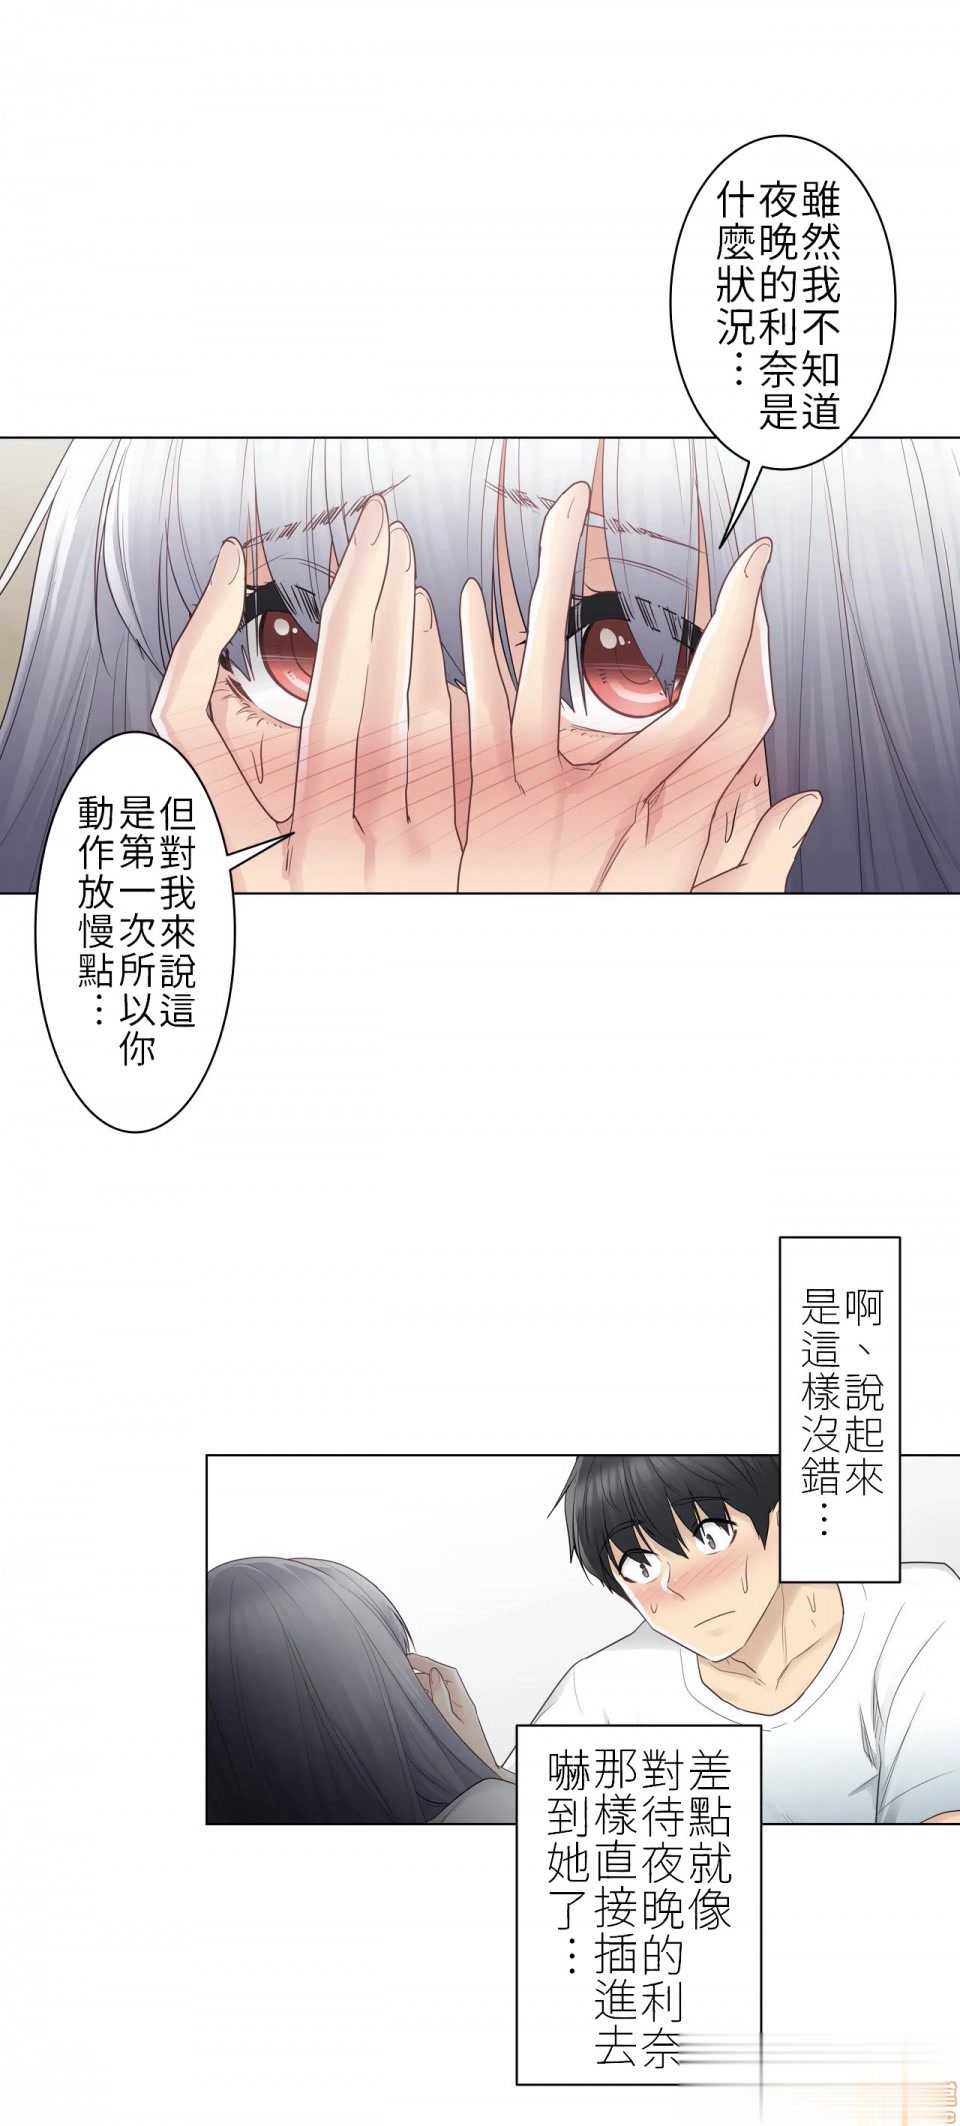 雖然我不知道
夜晚的利奈是
什麼狀況…
但對我來說這
是第一次所以你
動作放慢點…
啊、說起來
是這樣沒錯…
差點就像
對待夜晚的利奈
那樣直接插進去
嚇到她了…